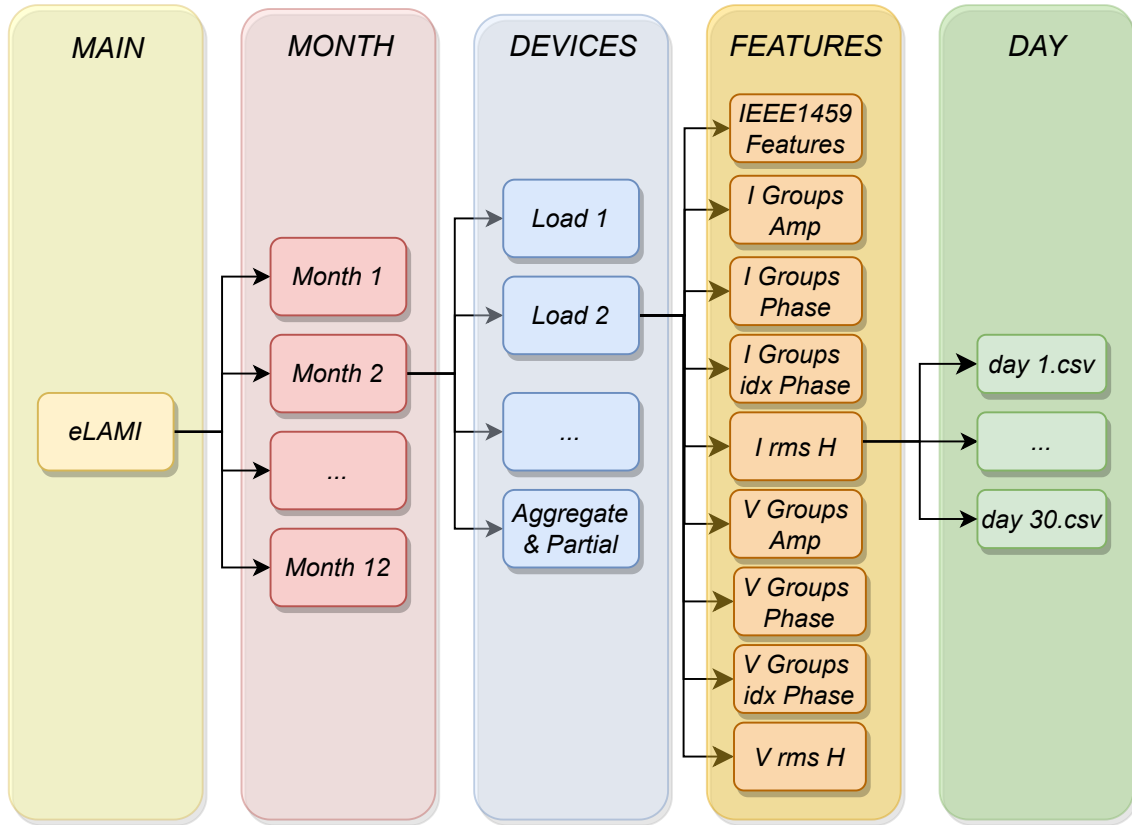 MAIN
MONTH
DEVICES
FEATURES
DAY
eLAMI
Month 1
Month 2
...
Month 12
Load 1
Load 2
...
Aggregate
& Partial
IEEE1459
Features
I Groups
Amp
I Groups
Phase
I Groups
idx Phase
I rms H
V Groups
Amp
V Groups
Phase
V Groups
idx Phase
V rms H
day 1.csv
...
day 30.csv